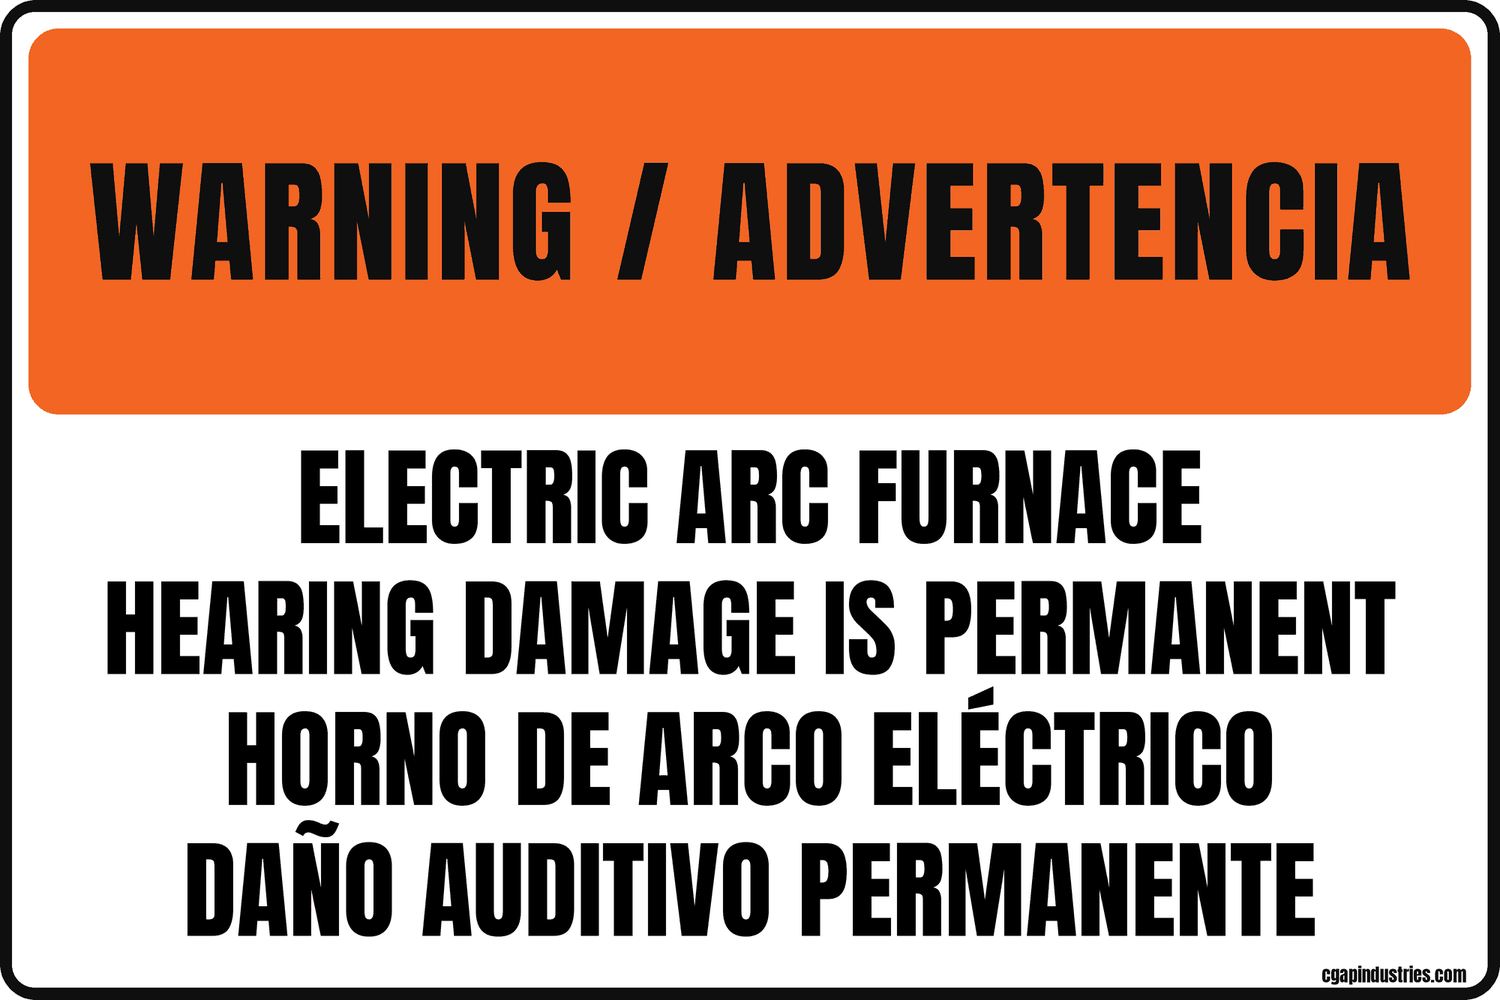 WARNING / ADVERTENCIA
ELECTRIC ARC FURNACE
HEARING DAMAGE IS PERMANENT
HORNO DE ARCO ELÉCTRICO
DAÑO AUDITIVO PERMANENTE
cgapindustries.com